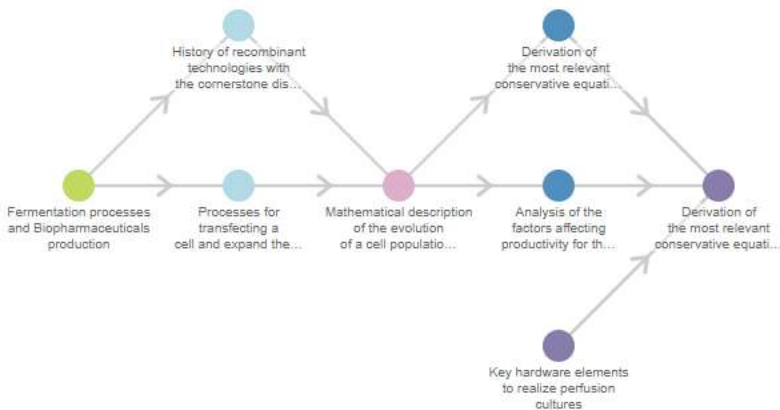 History of recombinant
technologies with
the cornerstone dis...
Derivation of
the most relevant
conservative equati...
Fermentation processes
and Biopharmaceuticals
production
Processes for
transfecting a
cell and expand the...
Mathematical description
of the evolution
of a cell populatio...
Analysis of the
factors affecting
productivity for th...
Derivation of
the most relevant
conservative equati...
Key hardware elements
to realize perfusion
cultures